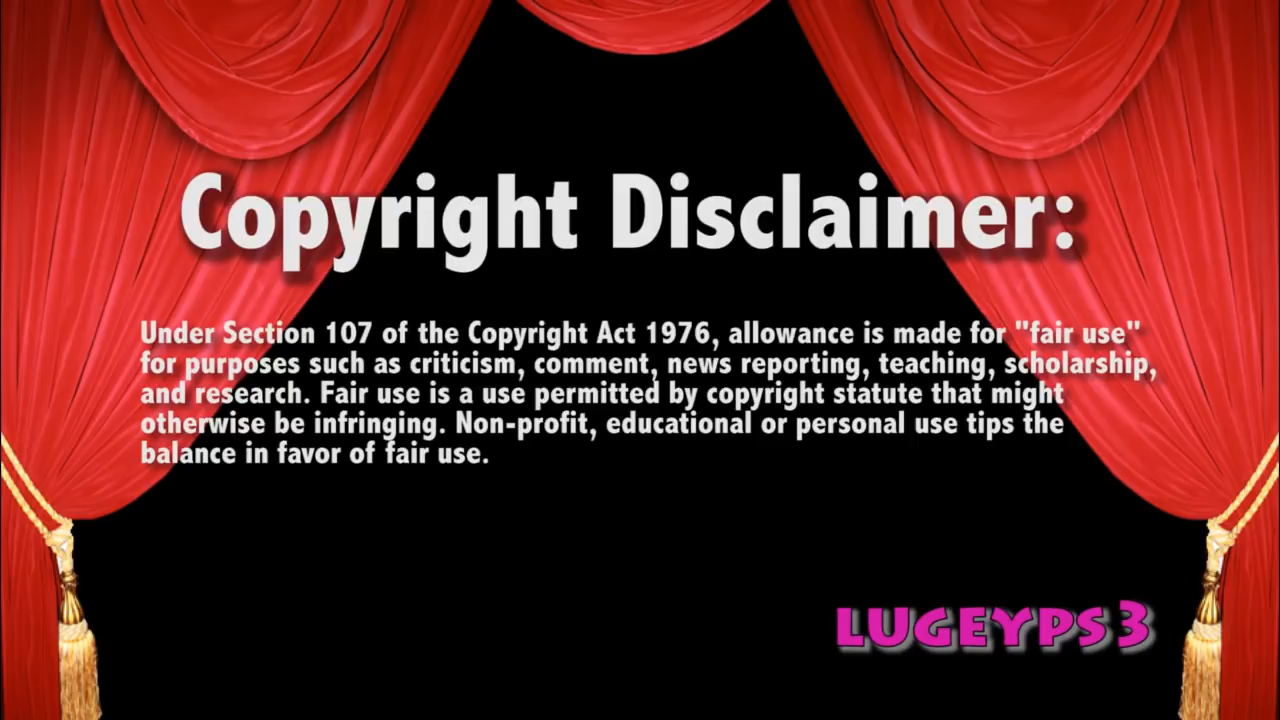 Copyright Disclaimer:
Under Section 107 of the Copyright Act 1976, allowance is made for "fair use"
for purposes such as criticism, comment, news reporting, teaching, scholarship,
and research. Fair use is a use permitted by copyright statute that might
otherwise be infringing. Non-profit, educational or personal use tips the
balance in favor of fair use.
LUGEYPS3